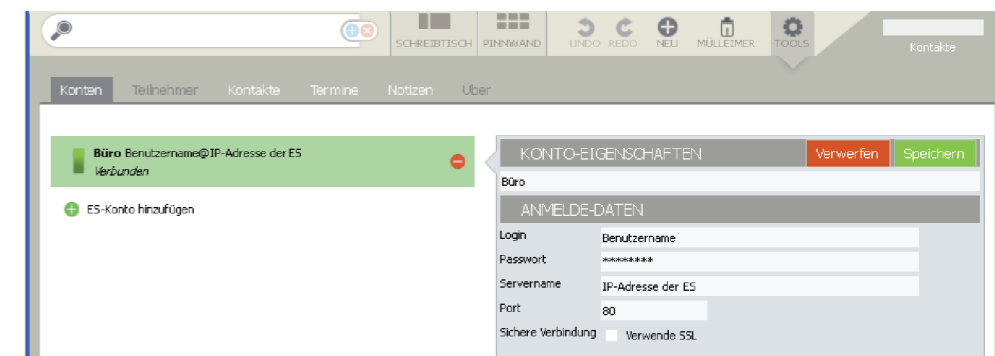 SCHREIBTISCH PINNWAND UNDO REDO NEU MÜLLEIMER TOOLS Kontakte
Konten Teilnehmer Kontakte Termine Notizen Über
Büro Benutzername@IP-Adresse der ES
Verbunden
ES-Konto hinzufügen
KONTO-EIGENSCHAFTEN Verwerfen Speichern
Büro
ANMELDE-DATEN
Login Benutzername
Passwort ********
Servername IP-Adresse der ES
Port 80
Sichere Verbindung Verwende SSL